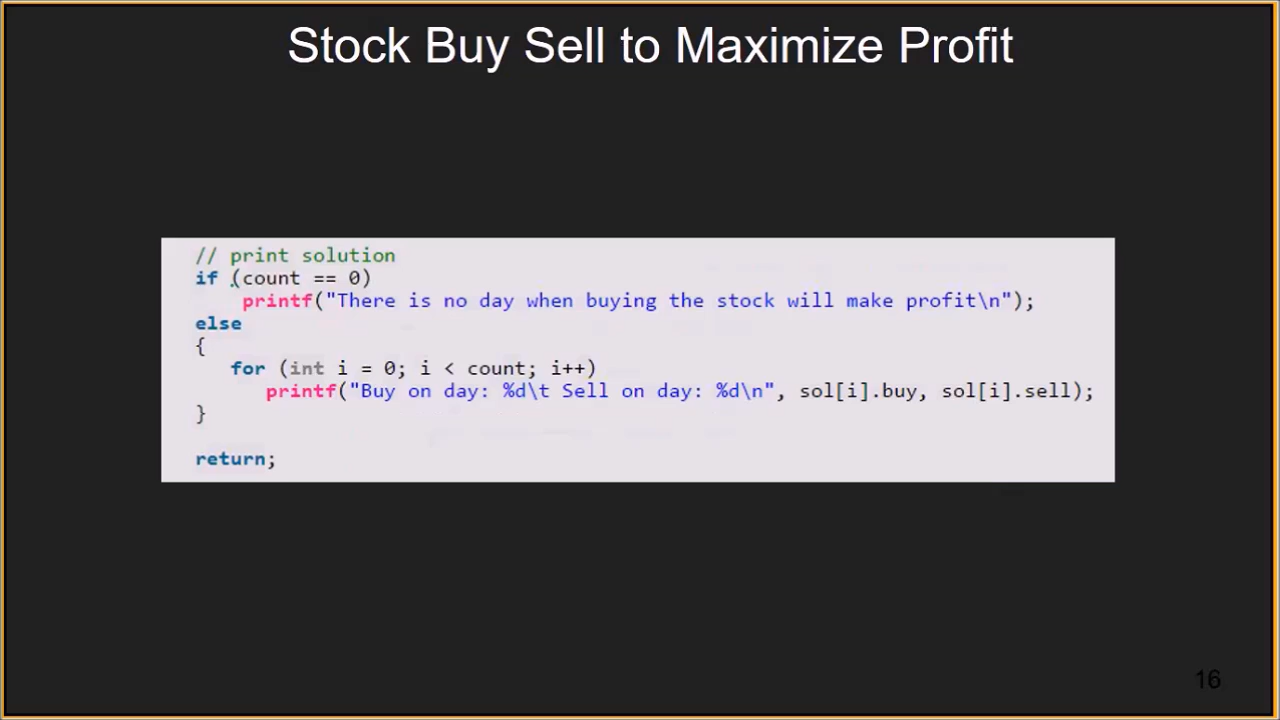 Stock Buy Sell to Maximize Profit
// print solution
if (count == 0)
printf("There is no day when buying the stock will make profit\n");
else
{
for (int i = 0; i < count; i++)
printf("Buy on day: %d\t Sell on day: %d\n", sol[i].buy, sol[i].sell);
}
return;
16